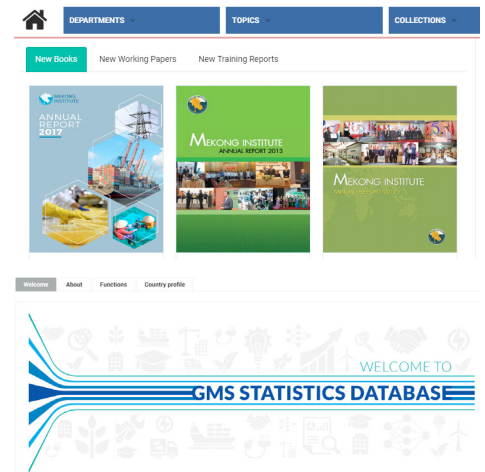 DEPARTMENTS TOPICS COLLECTIONS
New Books New Working Papers New Training Reports
MEKONG
INSTITUTE
ANNUAL
REPORT
2017
MEKONG INSTITUTE
ANNUAL REPORT 2013
MEKONG INSTITUTE
Welcome About Functions Country profile
WELCOME TO
GMS STATISTICS DATABASE